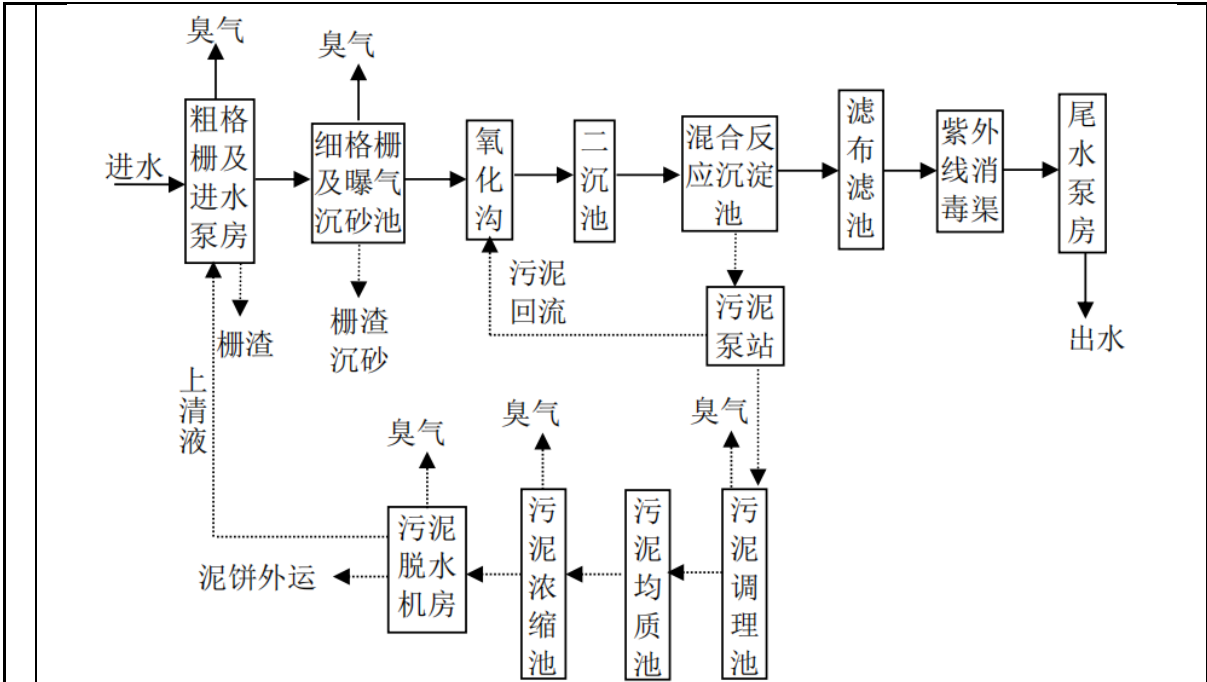 臭气
臭气
进水
粗格
栅及
进水
泵房
细格栅
及曝气
沉砂池
氧
化
沟
二
沉
池
混合反
应沉淀
池
滤
布
滤
池
紫外
线消
毒渠
尾
水
泵
房
栅渣
栅渣
沉砂
污泥
回流
污泥
泵站
出水
上
清
液
臭气
臭气
臭气
污泥
脱水
机房
泥饼外运
污
泥
浓
缩
池
污
泥
均
质
池
污
泥
调
理
池